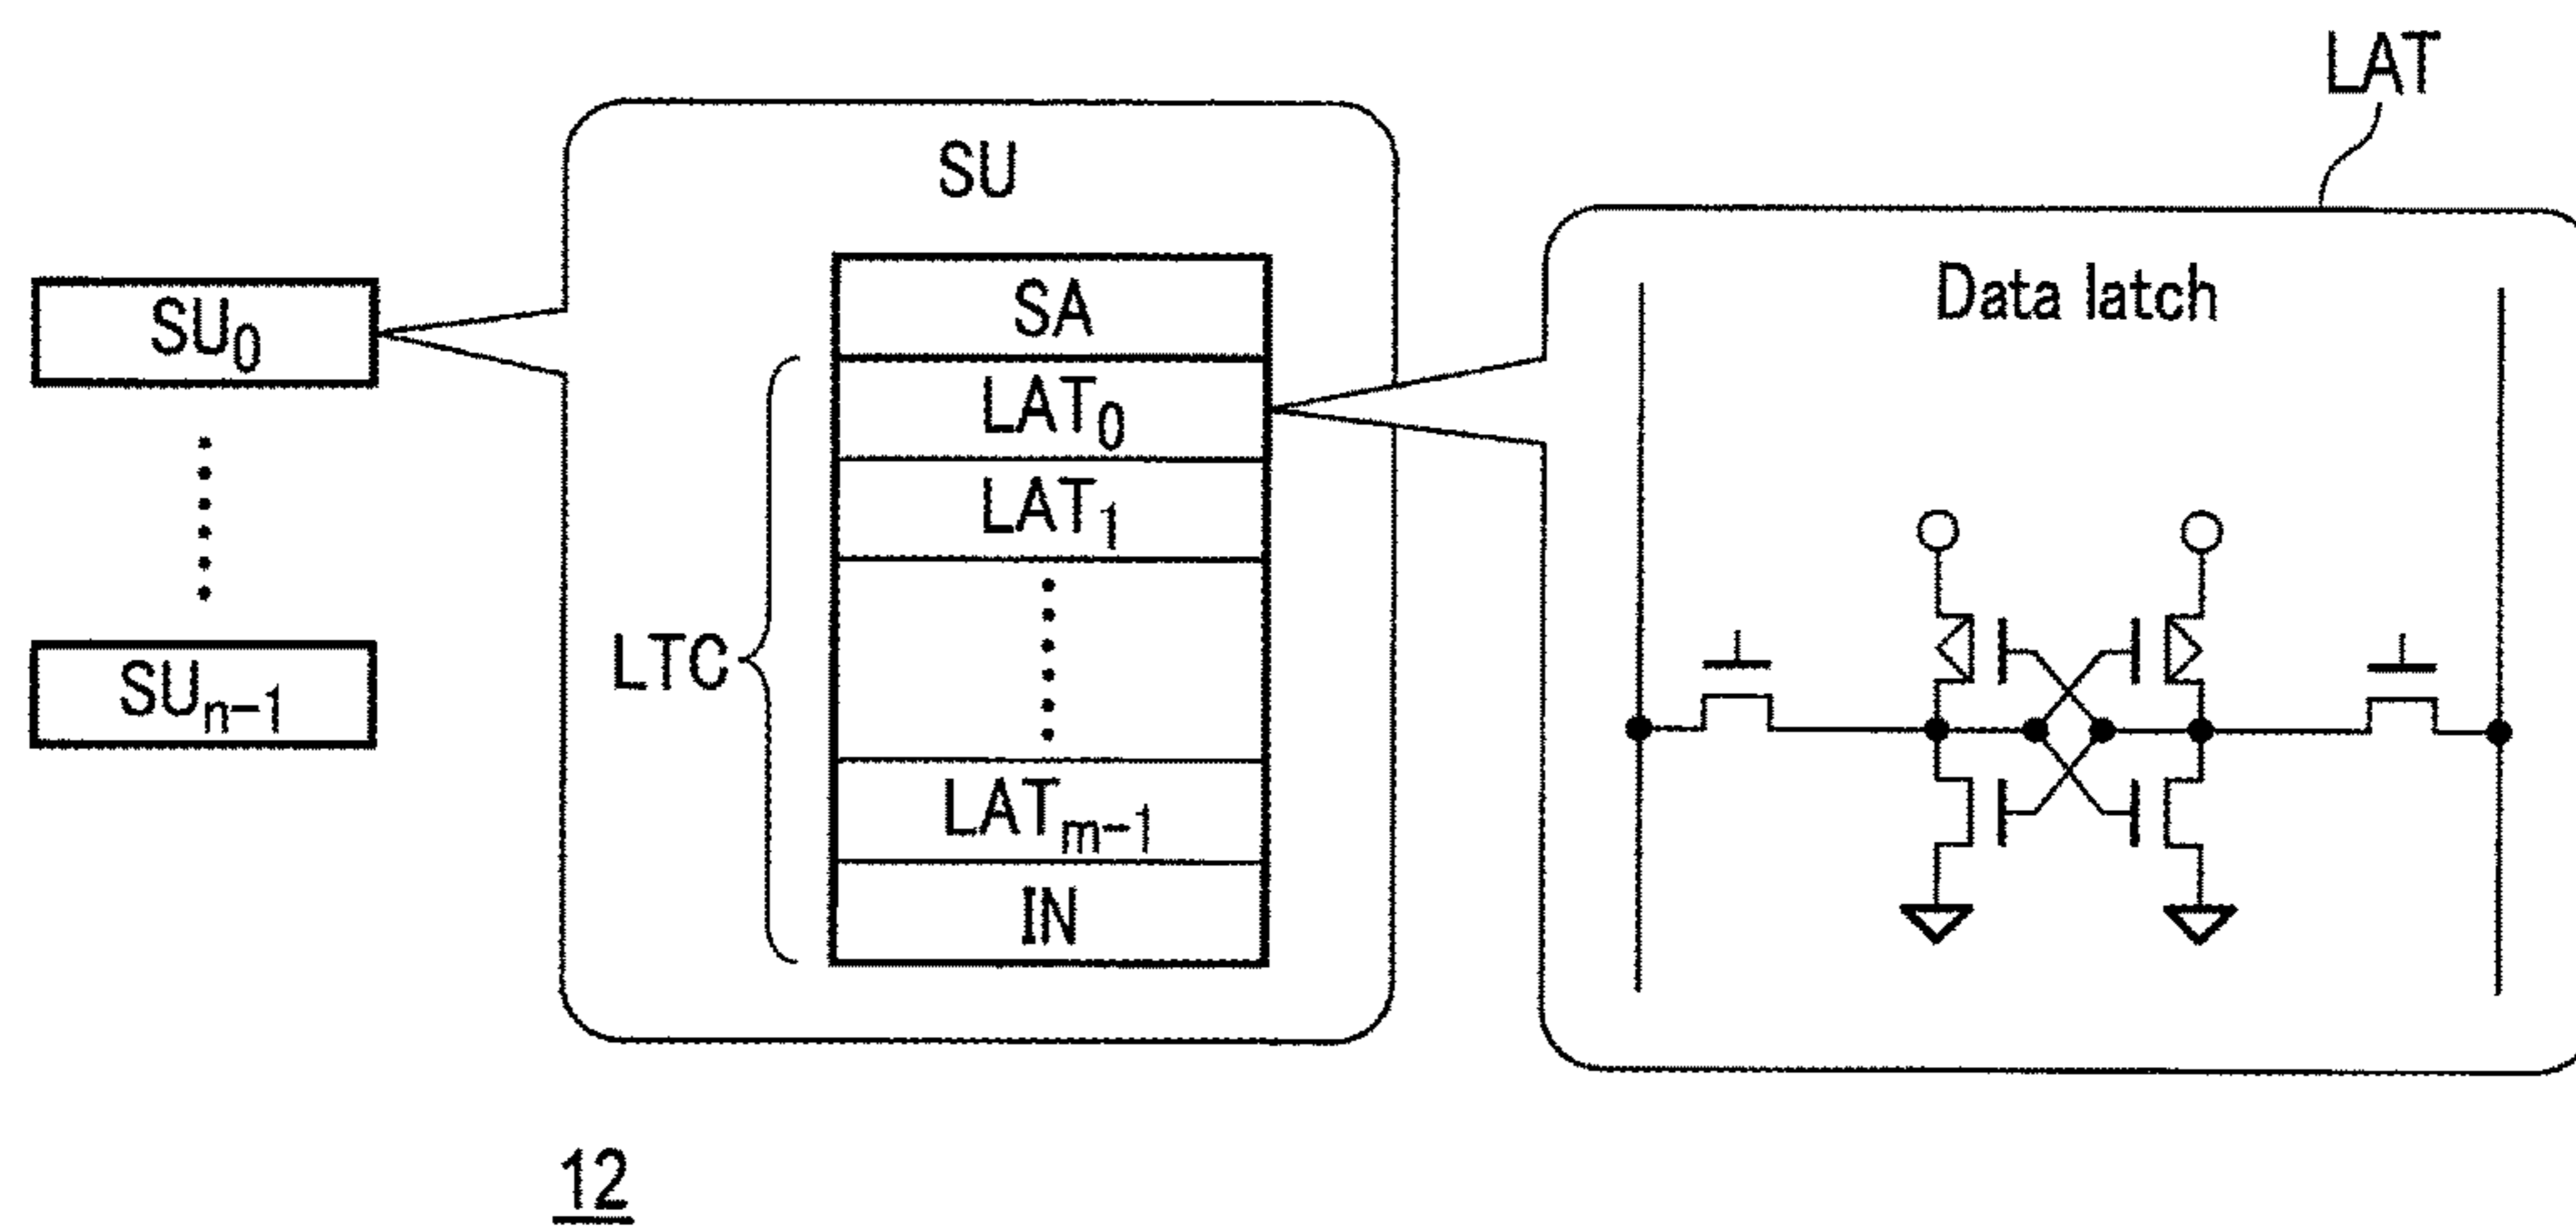 LAT
SU
Data latch
SU₀
SA
LAT₀
LAT₁
LTC
SUₙ₋₁
LATₘ₋₁
IN
12